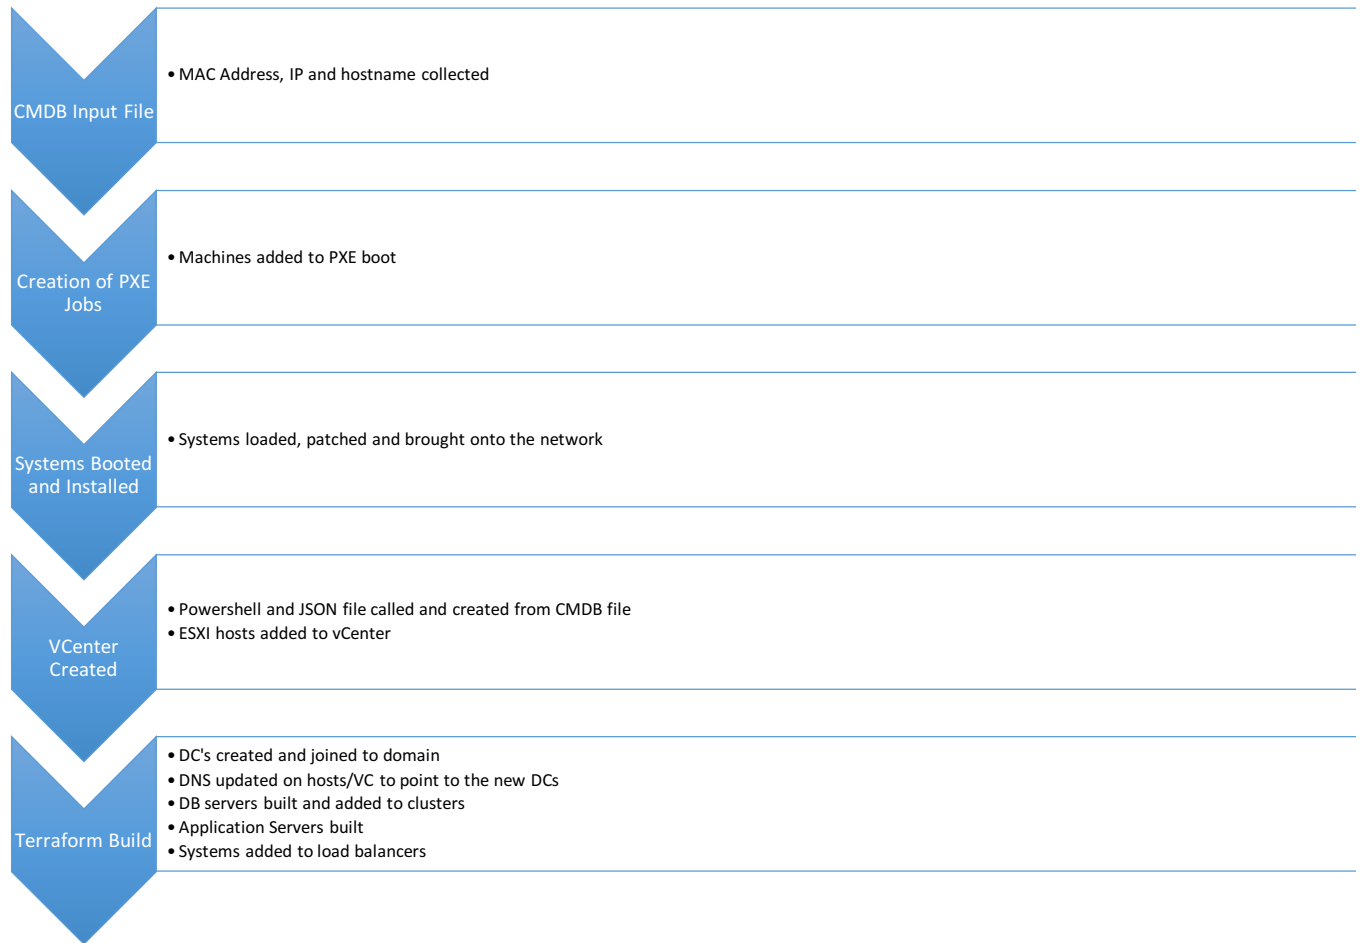 CMDB Input File
• MAC Address, IP and hostname collected
Creation of PXE
Jobs
• Machines added to PXE boot
Systems Booted
and Installed
• Systems loaded, patched and brought onto the network
VCenter
Created
• Powershell and JSON file called and created from CMDB file
• ESXI hosts added to vCenter
Terraform Build
• DC's created and joined to domain
• DNS updated on hosts/VC to point to the new DCs
• DB servers built and added to clusters
• Application Servers built
• Systems added to load balancers